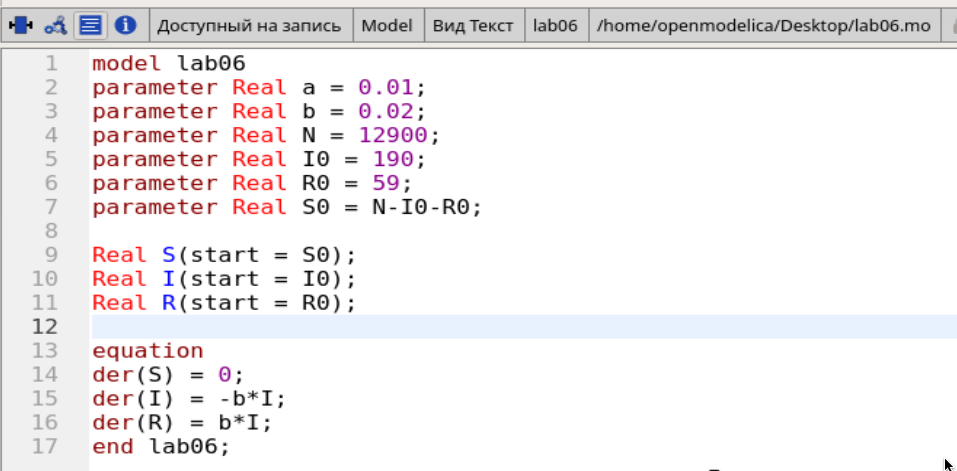 Доступный на запись Model Вид Текст lab06 /home/openmodelica/Desktop/lab06.mo
1 model lab06
2 parameter Real a = 0.01;
3 parameter Real b = 0.02;
4 parameter Real N = 12900;
5 parameter Real I0 = 190;
6 parameter Real R0 = 59;
7 parameter Real S0 = N-I0-R0;
8
9 Real S(start = S0);
10 Real I(start = I0);
11 Real R(start = R0);
12
13 equation
14 der(S) = 0;
15 der(I) = -b*I;
16 der(R) = b*I;
17 end lab06;